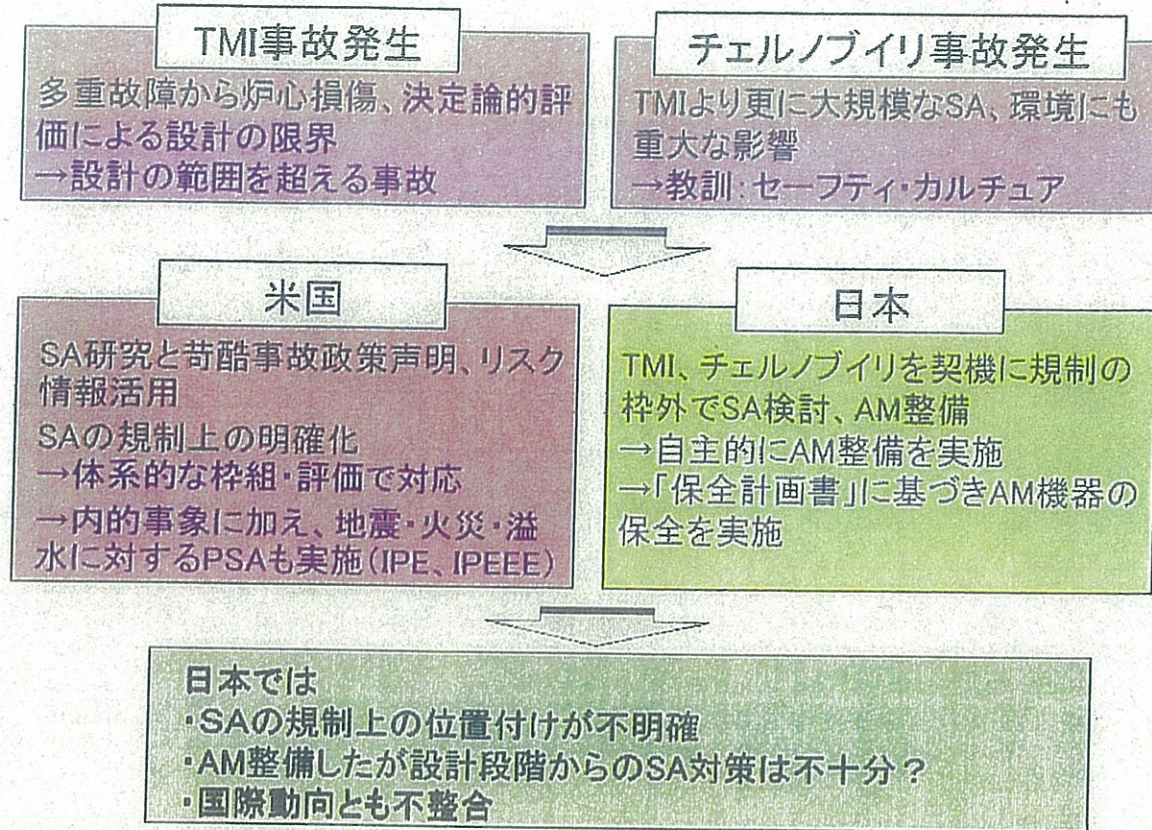 TMI事故発生
多重故障から炉心損傷、決定論的評
価による設計の限界
→設計の範囲を超える事故
チェルノブイリ事故発生
TMIより更に大規模なSA、環境にも
重大な影響
→教訓:セーフティ・カルチュア
米国
SA研究と苛酷事故政策声明、リスク
情報活用
SAの規制上の明確化
→体系的な枠組・評価で対応
→内的事象に加え、地震・火災・溢
水に対するPSAも実施(IPE、IPEEE)
日本
TMI、チェルノブイリを契機に規制の
枠外でSA検討、AM整備
→自主的にAM整備を実施
→「保全計画書」に基づきAM機器の
保全を実施
日本では
・SAの規制上の位置付けが不明確
・AM整備したが設計段階からのSA対策は不十分?
・国際動向とも不整合